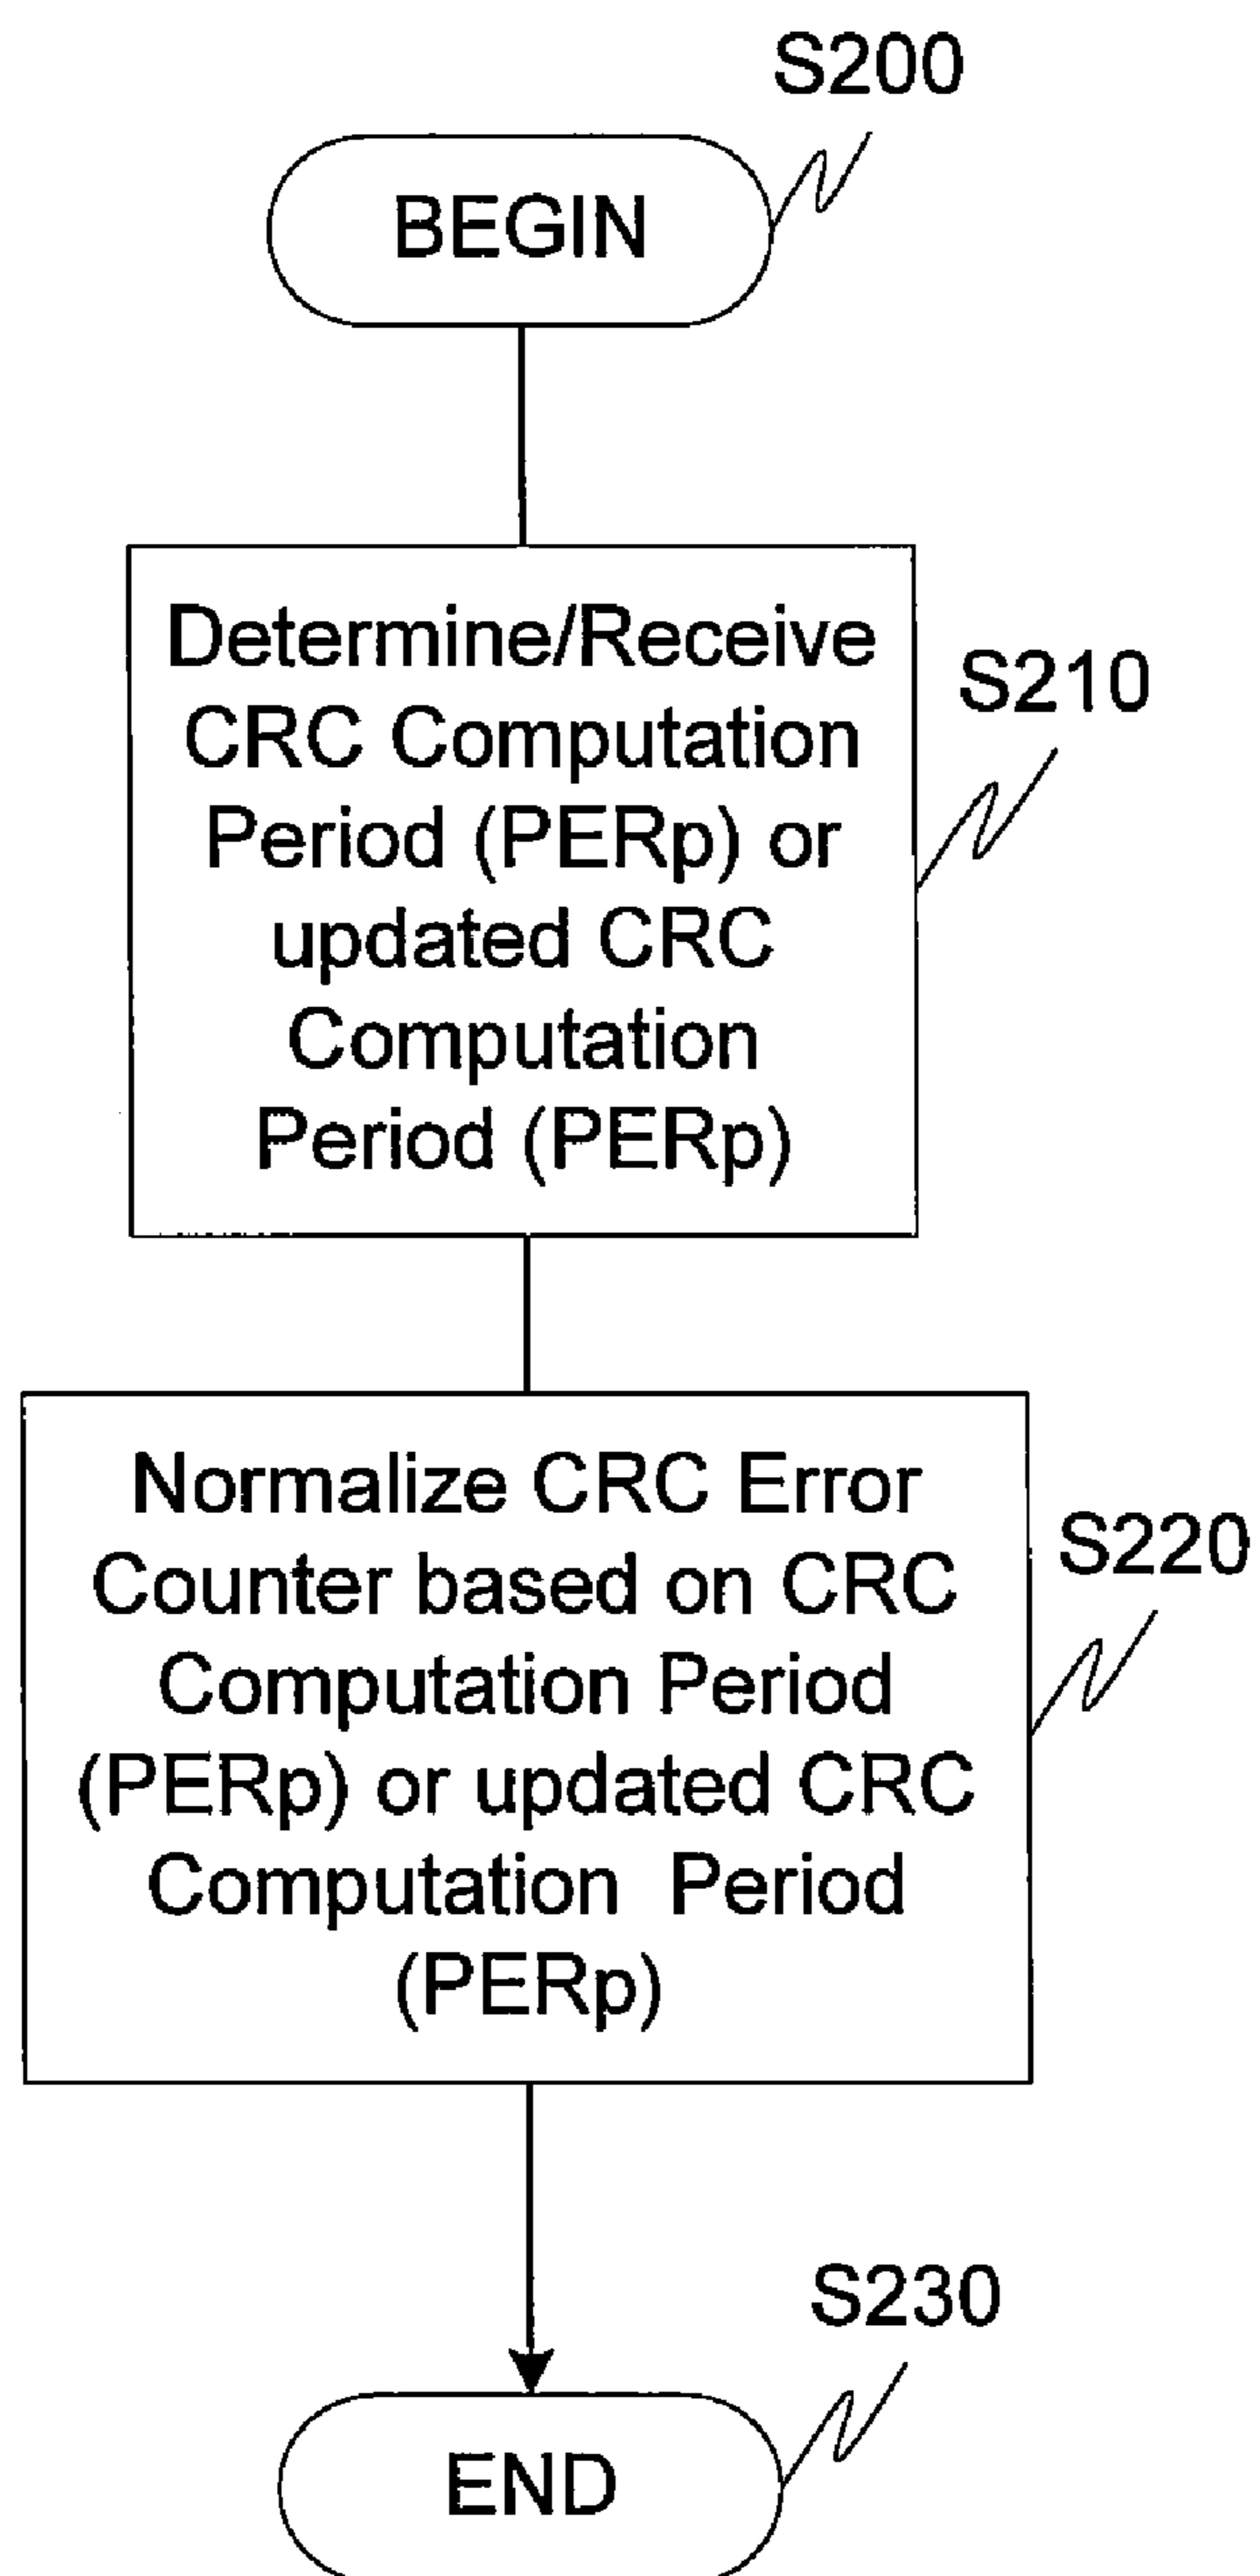 S200
BEGIN
Determine/Receive
CRC Computation
Period (PERp) or
updated CRC
Computation
Period (PERp)
S210
Normalize CRC Error
Counter based on CRC
Computation Period
(PERp) or updated CRC
Computation Period
(PERp)
S220
S230
END